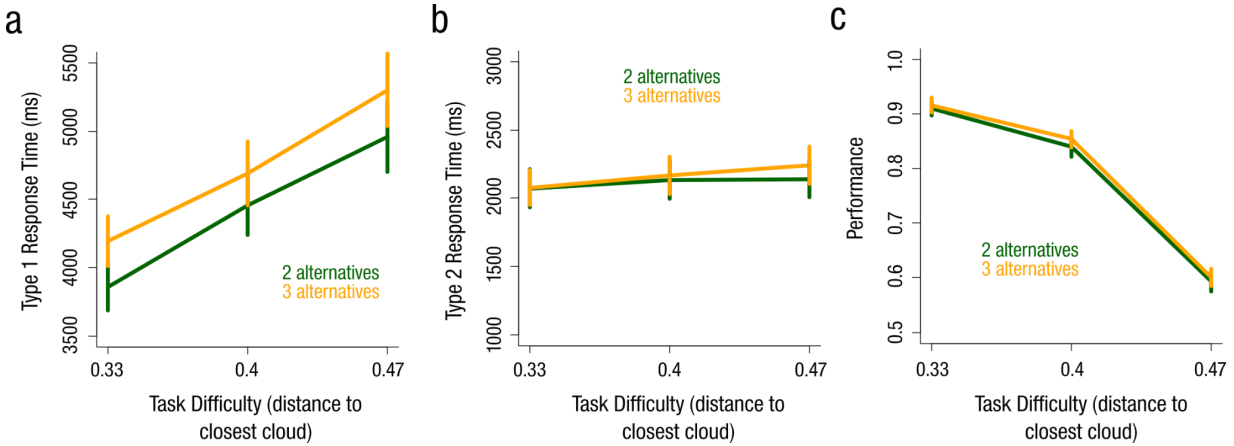 a
Type 1 Response Time (ms)
5500
5000
4500
4000
3500
2 alternatives
3 alternatives
0.33
0.4
0.47
Task Difficulty (distance to
closest cloud)
b
Type 2 Response Time (ms)
3000
2500
2000
1500
1000
2 alternatives
3 alternatives
0.33
0.4
0.47
Task Difficulty (distance to
closest cloud)
c
Performance
1.0
0.9
0.8
0.7
0.6
0.5
2 alternatives
3 alternatives
0.33
0.4
0.47
Task Difficulty (distance to
closest cloud)